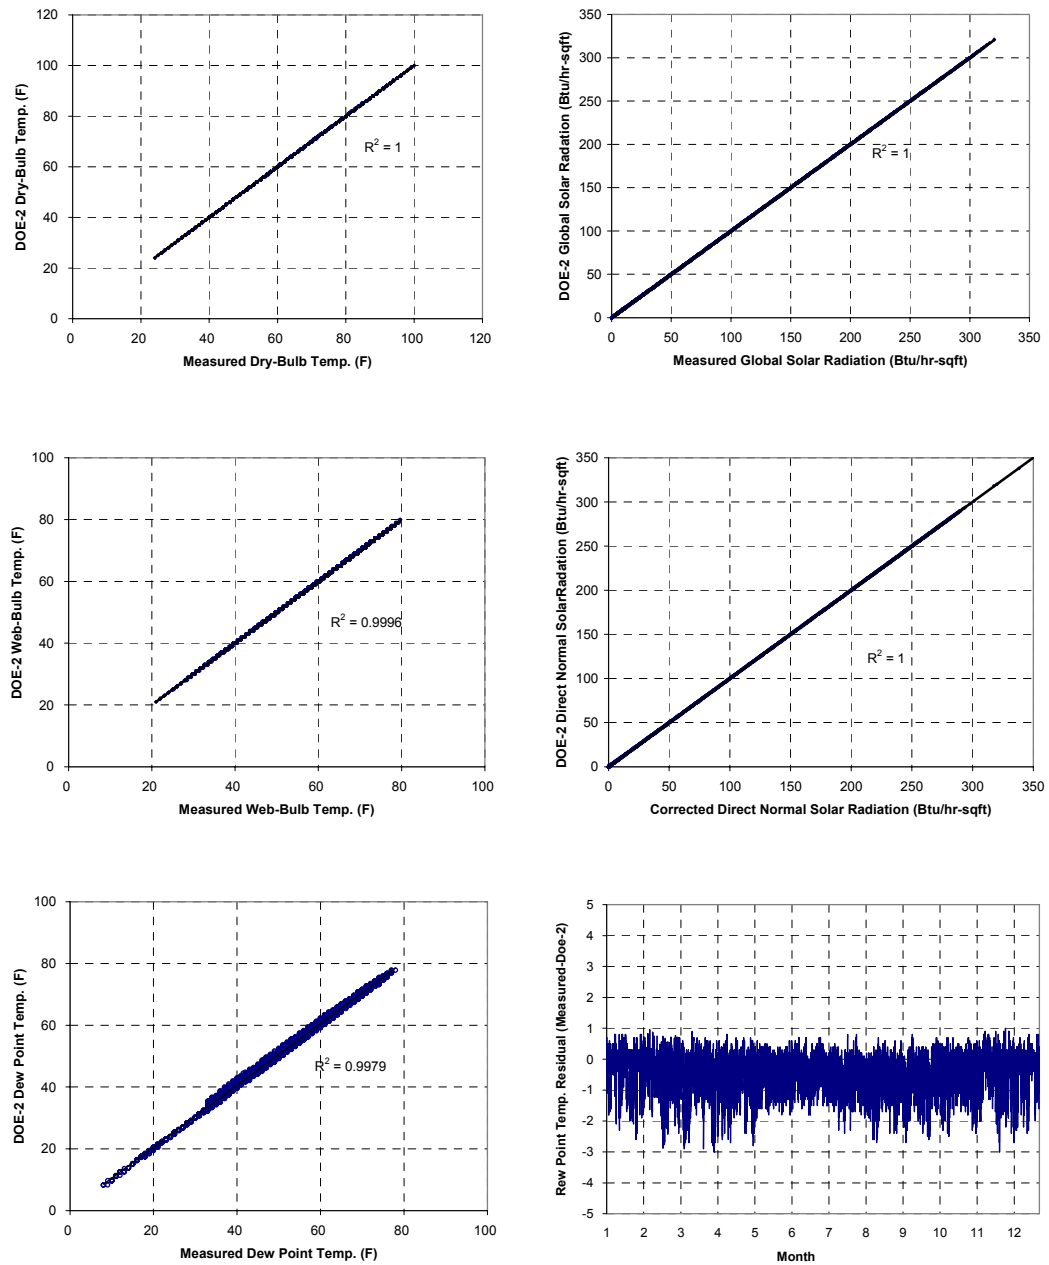 DOE-2 Dry-Bulb Temp. (F)
120
100
80
60
40
20
0
R² = 1
0 20 40 60 80 100 120
Measured Dry-Bulb Temp. (F)
DOE-2 Global Solar Radation (Btu/hr-sqft)
350
300
250
200
150
100
50
0
R² = 1
0 50 100 150 200 250 300 350
Measured Global Solar Radiation (Btu/hr-sqft)
DOE-2 Web-Bulb Temp. (F)
100
80
60
40
20
0
R² = 0.9996
0 20 40 60 80 100
Measured Web-Bulb Temp. (F)
DOE-2 Direct Normal SolarRadation (Btu/hr-sqft)
350
300
250
200
150
100
50
0
R² = 1
0 50 100 150 200 250 300 350
Corrected Direct Normal Solar Radiation (Btu/hr-sqft)
DOE-2 Dew Point Temp. (F)
100
80
60
40
20
0
R² = 0.9979
0 20 40 60 80 100
Measured Dew Point Temp. (F)
Rew Point Temp. Residual (Measured-Doe-2)
5
4
3
2
1
0
-1
-2
-3
-4
-5
1 2 3 4 5 6 7 8 9 10 11 12
Month